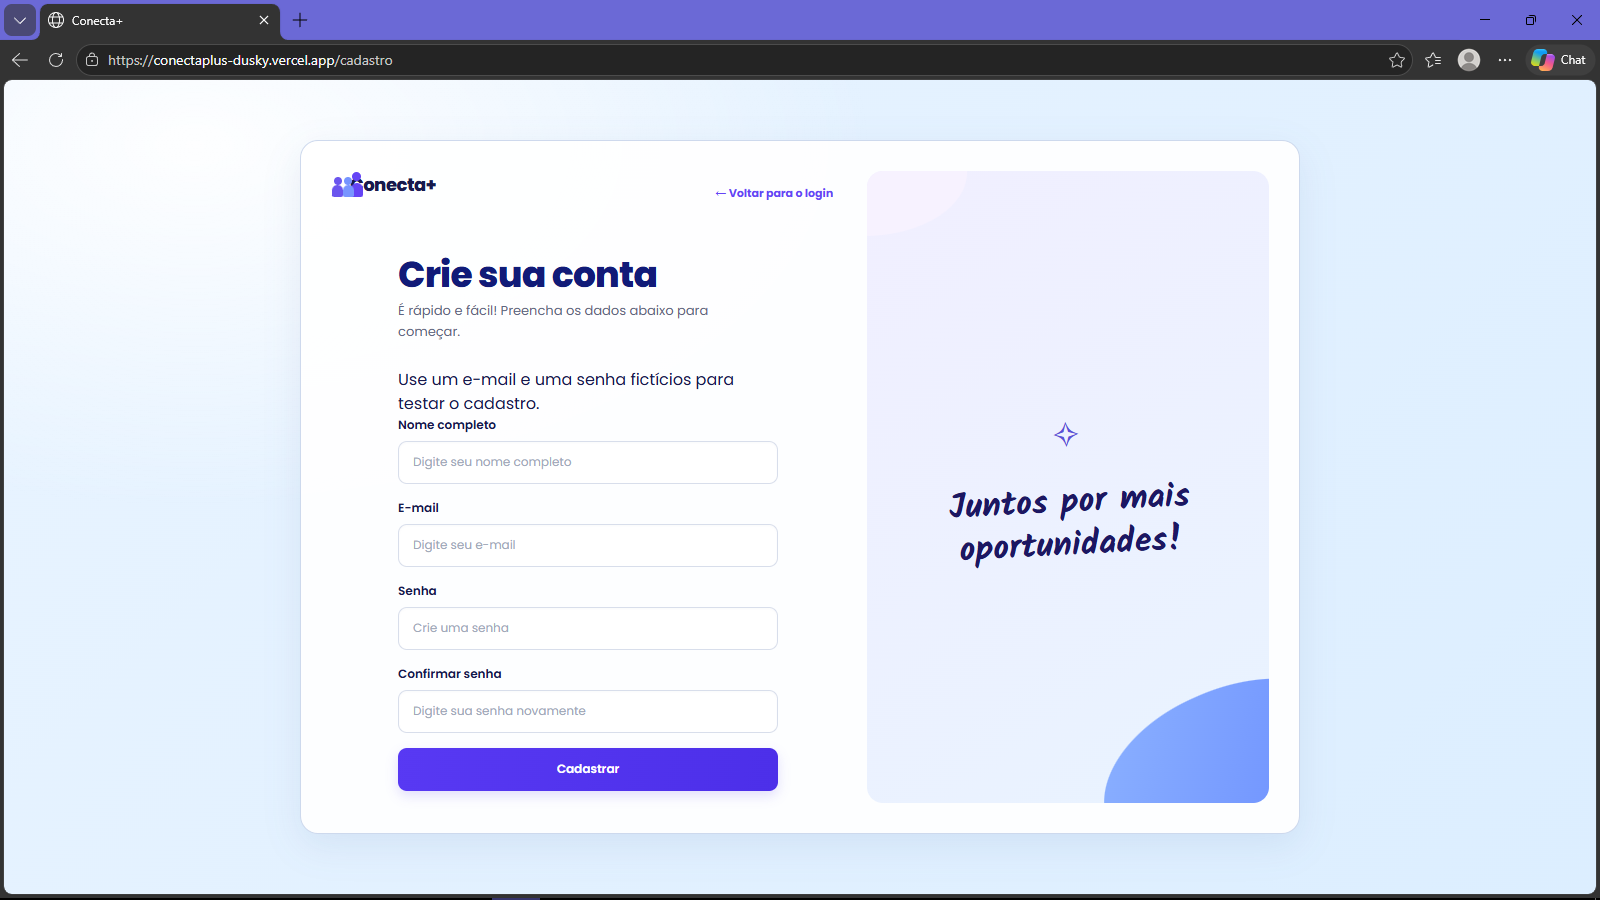 Conecta+
https://conectaplus-dusky.vercel.app/cadastro
Chat
onecta+
← Voltar para o login
Crie sua conta
É rápido e fácil! Preencha os dados abaixo para
começar.
Use um e-mail e uma senha fictícios para
testar o cadastro.
Nome completo
Digite seu nome completo
E-mail
Digite seu e-mail
Senha
Crie uma senha
Confirmar senha
Digite sua senha novamente
Cadastrar
Juntos por mais
oportunidades!